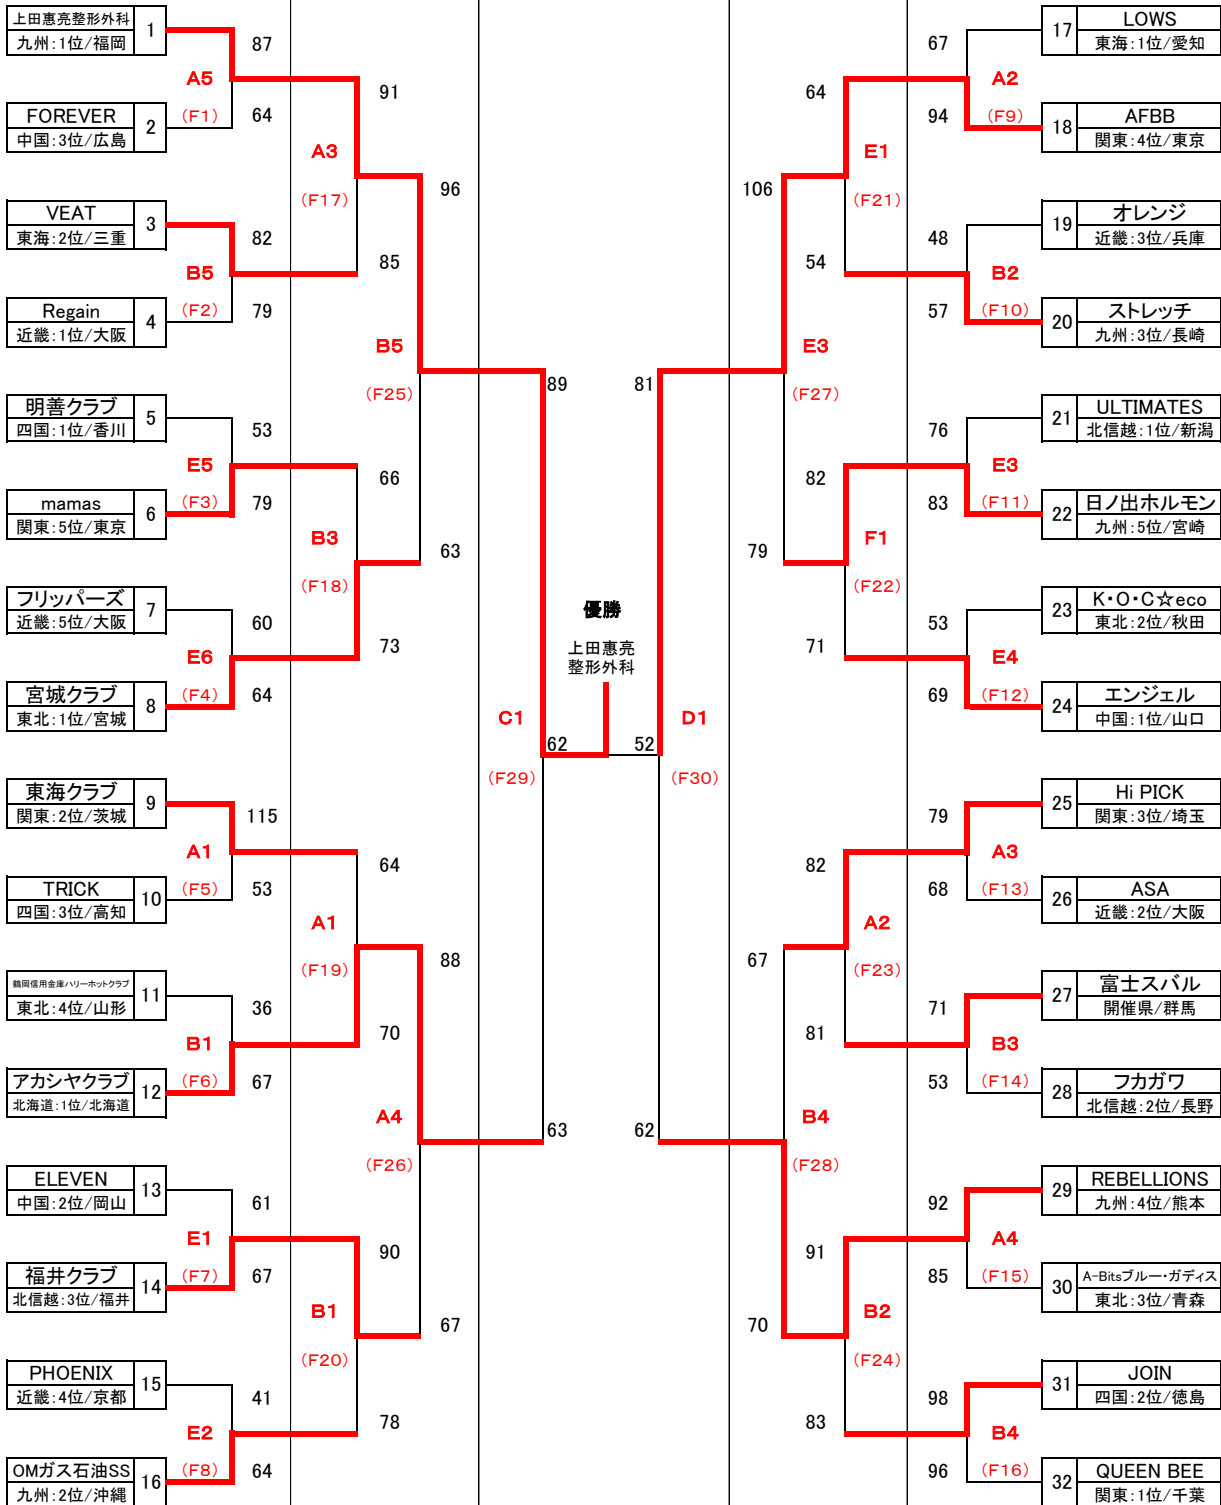 上田惠亮整形外科
九州:1位/福岡
1
87
A5
(F1)
64
FOREVER
中国:3位/広島
2
91
A3
(F17)
VEAT
東海:2位/三重
3
82
B5
(F2)
79
Regain
近畿:1位/大阪
4
85
96
B5
(F25)
明善クラブ
四国:1位/香川
5
53
E5
(F3)
79
mamas
関東:5位/東京
6
66
B3
(F18)
63
フリッパーズ
近畿:5位/大阪
7
60
E6
(F4)
64
宮城クラブ
東北:1位/宮城
8
73
89
C1
(F29)
62
東海クラブ
関東:2位/茨城
9
115
A1
(F5)
53
TRICK
四国:3位/高知
10
64
A1
(F19)
88
鶴岡信用金庫ハリーホットクラブ
東北:4位/山形
11
36
B1
(F6)
67
アカシヤクラブ
北海道:1位/北海道
12
70
A4
(F26)
63
ELEVEN
中国:2位/岡山
13
61
E1
(F7)
67
福井クラブ
北信越:3位/福井
14
90
B1
(F20)
67
PHOENIX
近畿:4位/京都
15
41
E2
(F8)
64
OMガス石油SS
九州:2位/沖縄
16
78
優勝
上田惠亮
整形外科
17
LOWS
東海:1位/愛知
67
A2
(F9)
94
18
AFBB
関東:4位/東京
64
E1
(F21)
106
19
オレンジ
近畿:3位/兵庫
48
B2
(F10)
57
20
ストレッチ
九州:3位/長崎
54
E3
(F27)
81
21
ULTIMATES
北信越:1位/新潟
76
E3
(F11)
83
22
日ノ出ホルモン
九州:5位/宮崎
82
F1
(F22)
79
23
K・O・C☆eco
東北:2位/秋田
53
E4
(F12)
69
24
エンジェル
中国:1位/山口
71
D1
(F30)
52
25
Hi PICK
関東:3位/埼玉
79
A3
(F13)
68
26
ASA
近畿:2位/大阪
82
A2
(F23)
67
27
富士スバル
開催県/群馬
71
B3
(F14)
53
28
フカガワ
北信越:2位/長野
81
B4
(F28)
62
29
REBELLIONS
九州:4位/熊本
92
A4
(F15)
85
30
A-Bitsブルー・ガディス
東北:3位/青森
91
B2
(F24)
70
31
JOIN
四国:2位/徳島
98
B4
(F16)
96
32
QUEEN BEE
関東:1位/千葉
83